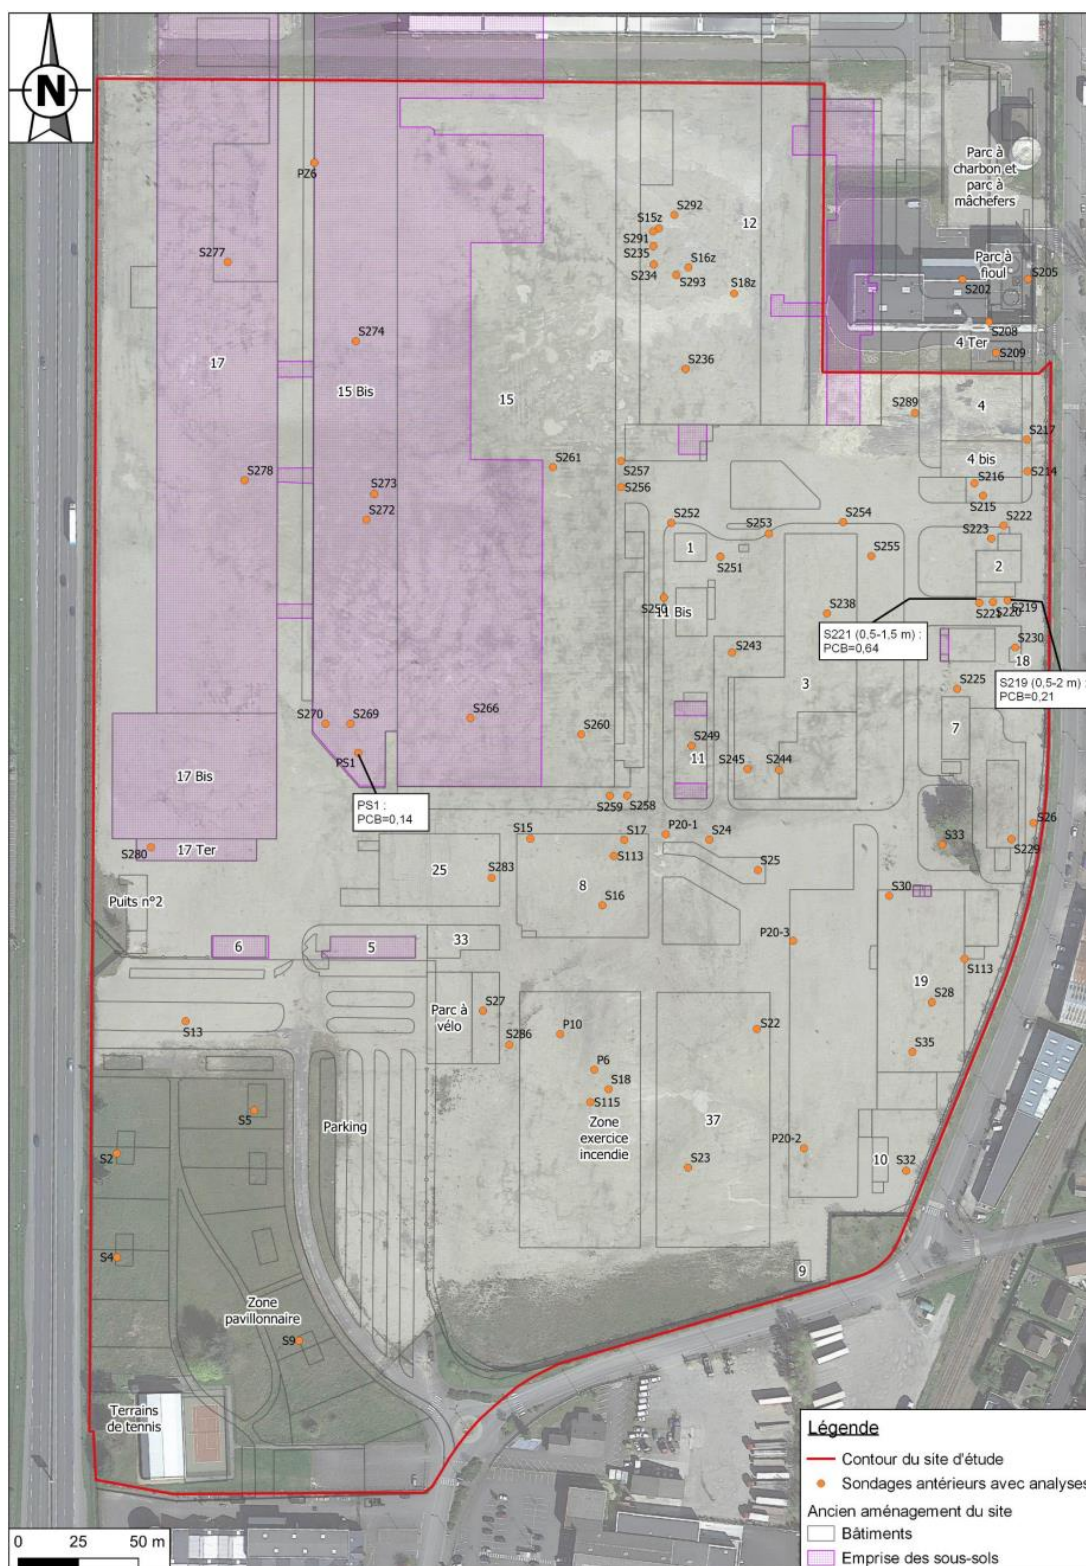 N
PZ6
Parc à
charbon et
parc à
mâchefers
S292
S15z
12
S291
S235
S16z
S234
S293
S18z
Parc à
fioul
S205
S202
S277
S208
4 Ter
S209
S274
17
15 Bis
15
S236
S289
4
S217
4 bis
S214
S216
S215
S261
S257
S256
S278
S273
S272
S252
S253
S254
S222
S223
1
S251
S255
2
S250
11 Bis
S238
S219
S220
S221
S221 (0,5-1,5 m) :
PCB=0,64
S243
S230
18
3
S219 (0,5-2 m) :
PCB=0,21
S225
7
S270
S269
S266
S260
S249
11
S245
S244
PS1
17 Bis
PS1 :
PCB=0,14
S259
S258
S280
17 Ter
S15
S17
P20-1
S24
S26
S33
S229
S113
S25
25
S283
8
S16
S30
Puits n°2
6
5
33
P20-3
S113
19
S28
Parc à
vélo
S27
S13
S286
P10
S22
S35
P6
S18
S115
Zone
exercice
incendie
37
S5
Parking
S2
P20-2
10
S32
S23
S4
9
Zone
pavillonnaire
S9
Terrains
de tennis
Légende
Contour du site d'étude
Sondages antérieurs avec analyses
Ancien aménagement du site
Bâtiments
Emprise des sous-sols
0 25 50 m